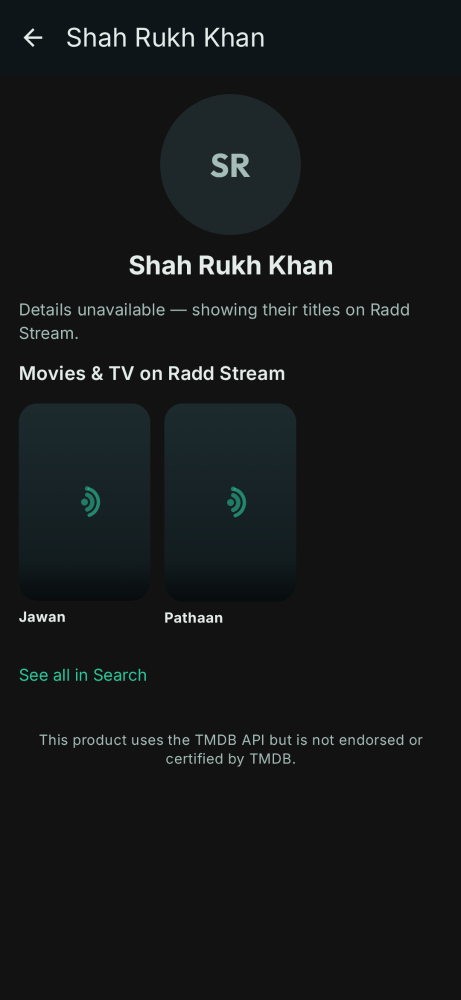 Shah Rukh Khan
SR
Shah Rukh Khan
Details unavailable — showing their titles on Radd
Stream.
Movies & TV on Radd Stream
Jawan
Pathaan
See all in Search
This product uses the TMDB API but is not endorsed or
certified by TMDB.